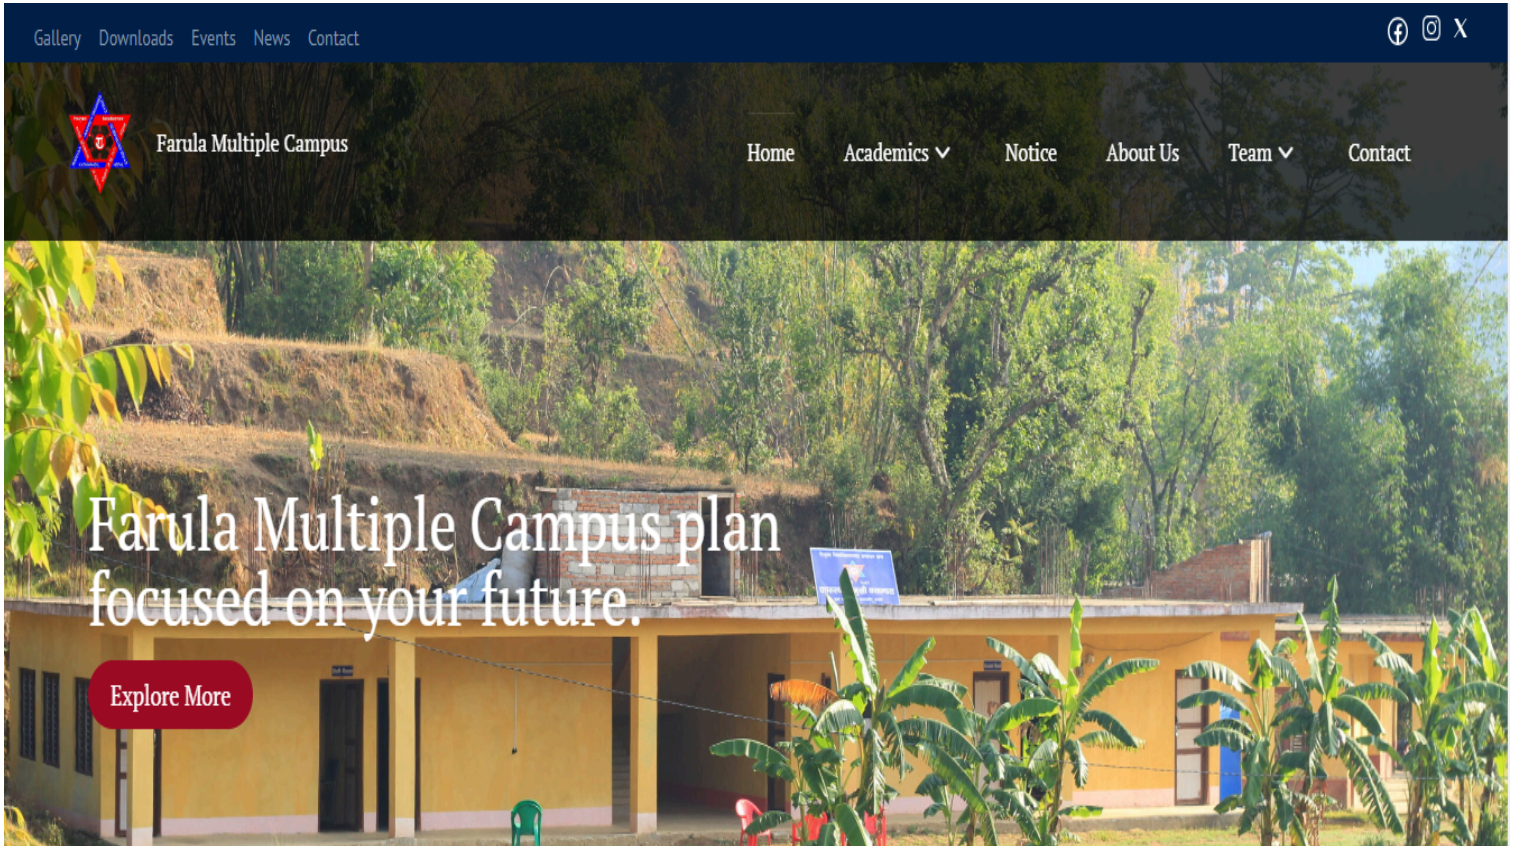 Gallery Downloads Events News Contact
Farula Multiple Campus
Home Academics Notice About Us Team Contact
Farula Multiple Campus plan
focused on your future.
Explore More